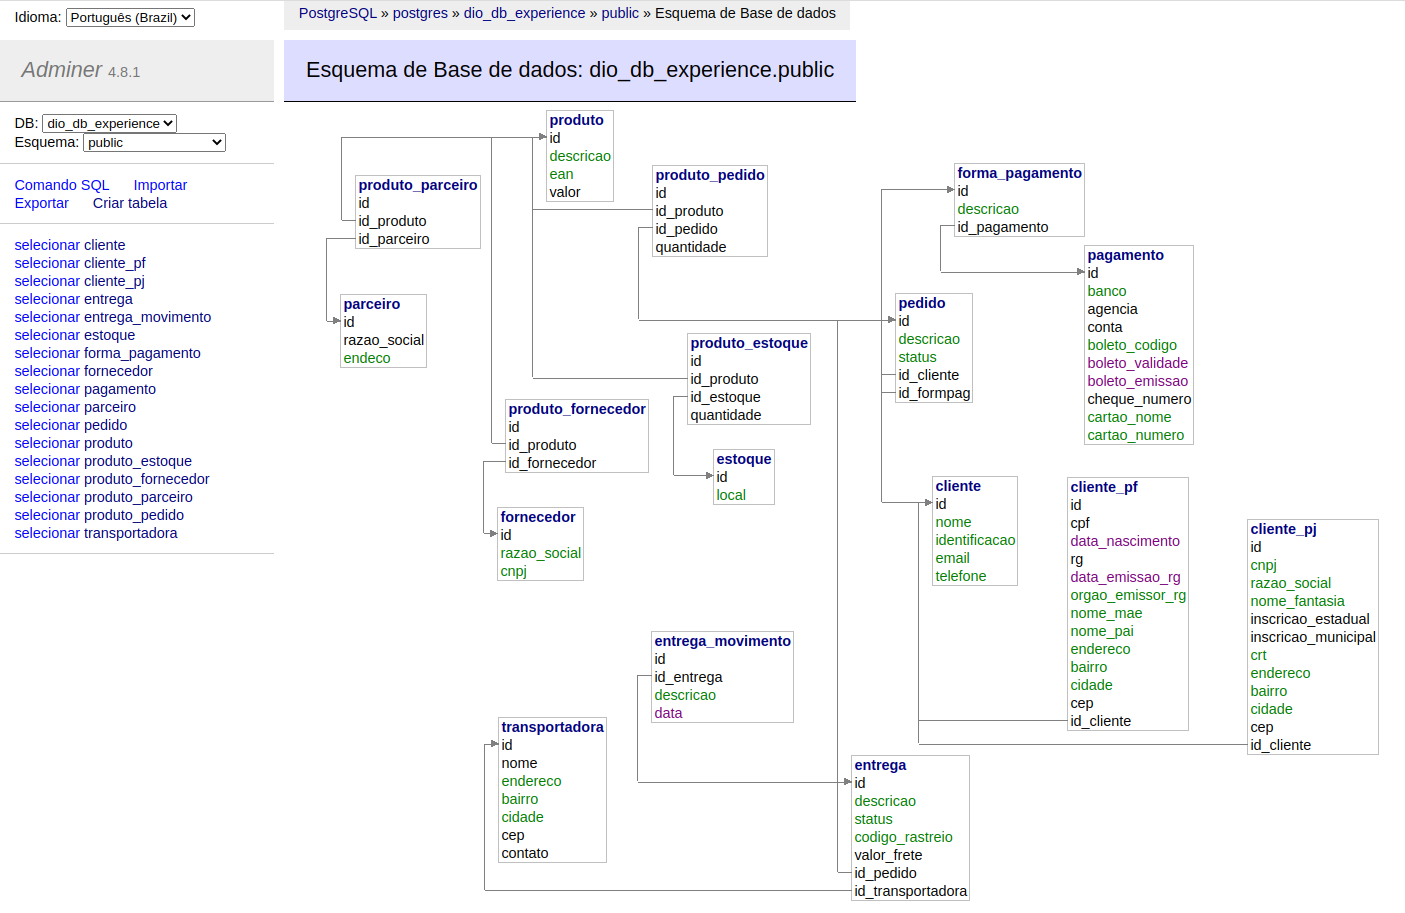 Idioma: Português (Brazil)
PostgreSQL » postgres » dio_db_experience » public » Esquema de Base de dados
Adminer 4.8.1
Esquema de Base de dados: dio_db_experience.public
DB: dio_db_experience
Esquema: public
Comando SQL Importar
Exportar Criar tabela
selecionar cliente
selecionar cliente_pf
selecionar cliente_pj
selecionar entrega
selecionar entrega_movimento
selecionar estoque
selecionar forma_pagamento
selecionar fornecedor
selecionar pagamento
selecionar parceiro
selecionar pedido
selecionar produto
selecionar produto_estoque
selecionar produto_fornecedor
selecionar produto_parceiro
selecionar produto_pedido
selecionar transportadora
produto
id
descricao
ean
valor
produto_parceiro
id
id_produto
id_parceiro
produto_pedido
id
id_produto
id_pedido
quantidade
forma_pagamento
id
descricao
id_pagamento
pagamento
id
banco
agencia
conta
boleto_codigo
boleto_validade
boleto_emissao
cheque_numero
cartao_nome
cartao_numero
parceiro
id
razao_social
endeco
pedido
id
descricao
status
id_cliente
id_formpag
produto_estoque
id
id_produto
id_estoque
quantidade
produto_fornecedor
id
id_produto
id_fornecedor
estoque
id
local
fornecedor
id
razao_social
cnpj
cliente
id
nome
identificacao
email
telefone
cliente_pf
id
cpf
data_nascimento
rg
data_emissao_rg
orgao_emissor_rg
nome_mae
nome_pai
endereco
bairro
cidade
cep
id_cliente
cliente_pj
id
cnpj
razao_social
nome_fantasia
inscricao_estadual
inscricao_municipal
crt
endereco
bairro
cidade
cep
id_cliente
entrega_movimento
id
id_entrega
descricao
data
transportadora
id
nome
endereco
bairro
cidade
cep
contato
entrega
id
descricao
status
codigo_rastreio
valor_frete
id_pedido
id_transportadora